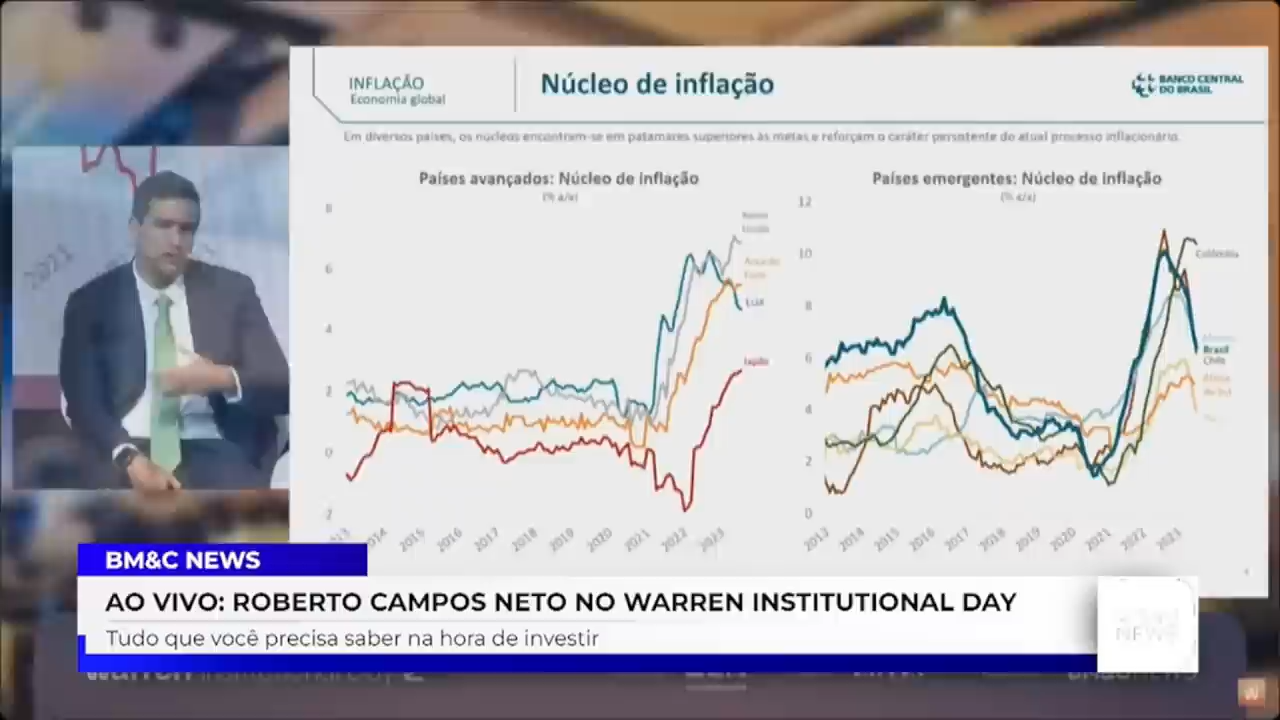 INFLAÇÃO
Economia global
Núcleo de inflação
BANCO CENTRAL
DO BRASIL
Em diversos países, os núcleos encontram-se em patamares superiores às metas e reforçam o caráter persistente do atual processo inflacionário.
Países avançados: Núcleo de inflação
(% a/a)
8
6
4
2
0
2
2014
2015
2016
2017
2018
2019
2020
2021
2022
2023
EUA
Japão
Países emergentes: Núcleo de inflação
(% a/a)
12
10
8
6
4
2
0
2013
2014
2015
2016
2017
2018
2019
2020
2021
2022
2023
Colômbia
Brasil
Chile
2021
BM&C NEWS
AO VIVO: ROBERTO CAMPOS NETO NO WARREN INSTITUTIONAL DAY
Tudo que você precisa saber na hora de investir
NEWS